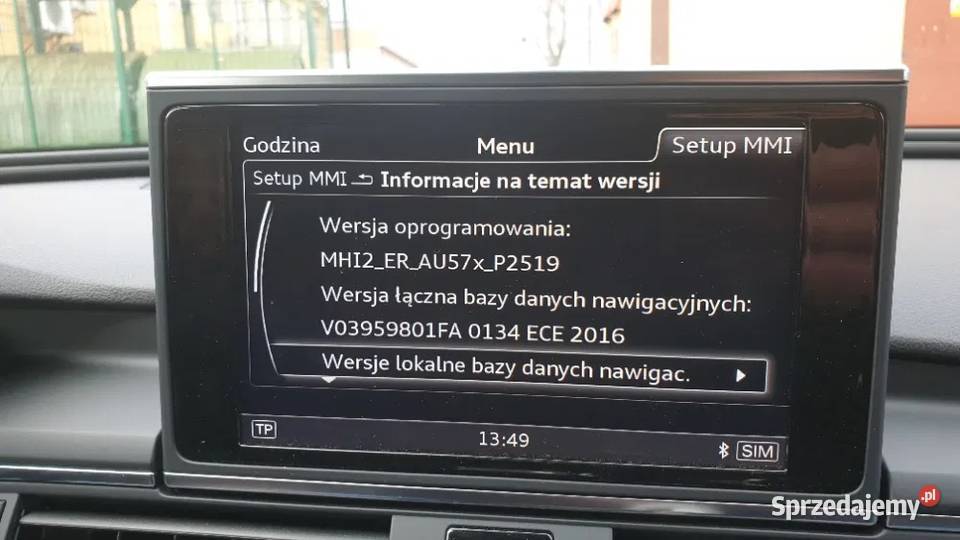 Godzina Menu Setup MMI
Setup MMI Informacje na temat wersji
Wersja oprogramowania:
MHI2_ER_AU57x_P2519
Wersja łączna bazy danych nawigacyjnych:
V03959801FA 0134 ECE 2016
Wersje lokalne bazy danych nawigac.
TP 13:49 SIM
Sprzedajemy.pl